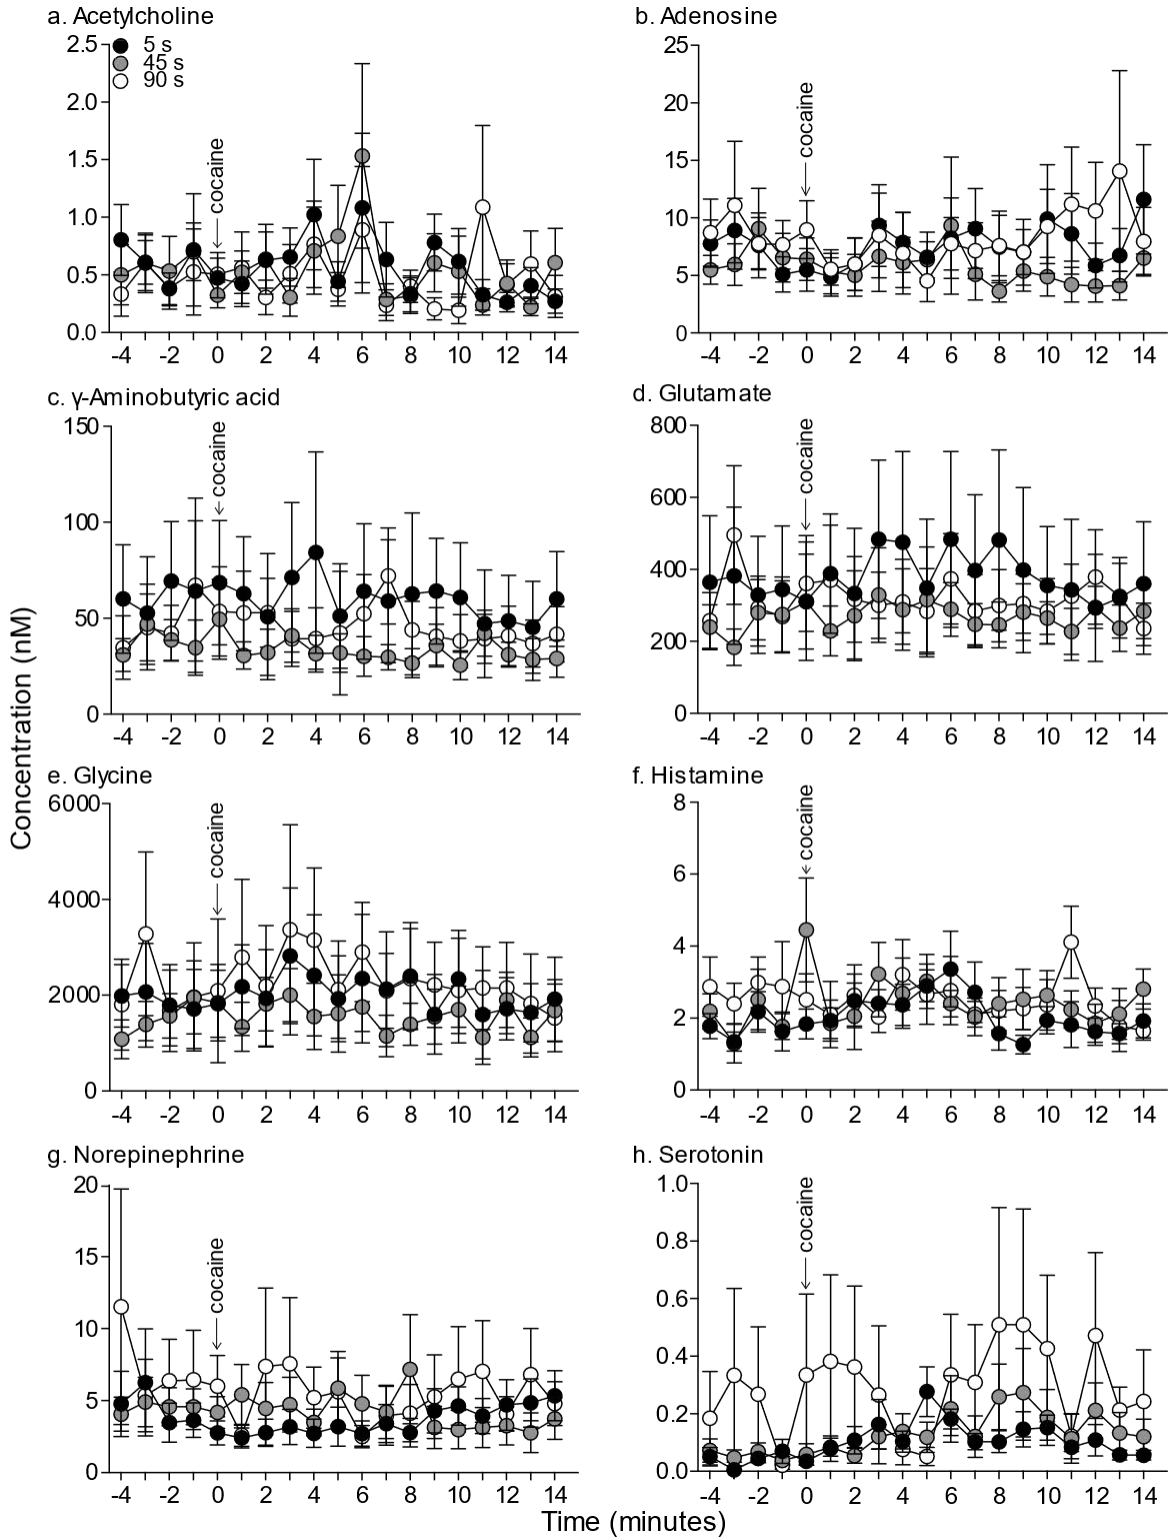 a. Acetylcholine
b. Adenosine
2.5
5 s
45 s
90 s
2.0
1.5
1.0
0.5
0.0
cocaine
-4 -2 0 2 4 6 8 10 12 14
25
20
15
10
5
0
cocaine
-4 -2 0 2 4 6 8 10 12 14
c. γ-Aminobutyric acid
d. Glutamate
150
100
50
0
cocaine
-4 -2 0 2 4 6 8 10 12 14
800
600
400
200
0
cocaine
-4 -2 0 2 4 6 8 10 12 14
Concentration (nM)
e. Glycine
f. Histamine
6000
4000
2000
0
cocaine
-4 -2 0 2 4 6 8 10 12 14
8
6
4
2
0
cocaine
-4 -2 0 2 4 6 8 10 12 14
g. Norepinephrine
h. Serotonin
20
15
10
5
0
cocaine
-4 -2 0 2 4 6 8 10 12 14
1.0
0.8
0.6
0.4
0.2
0.0
cocaine
-4 -2 0 2 4 6 8 10 12 14
Time (minutes)